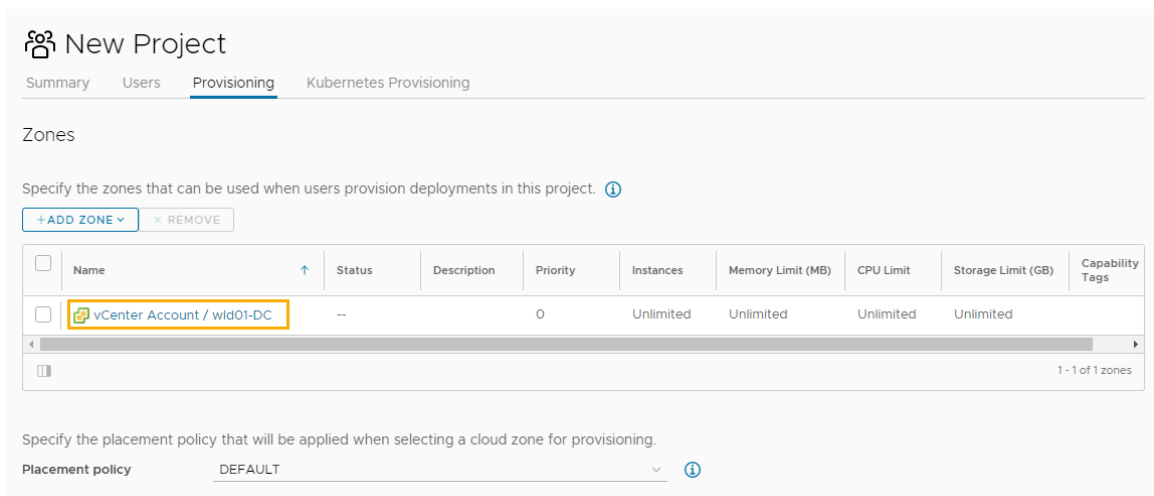 New Project
Summary Users Provisioning Kubernetes Provisioning
Zones
Specify the zones that can be used when users provision deployments in this project.
+ADD ZONE × REMOVE
Name Status Description Priority Instances Memory Limit (MB) CPU Limit Storage Limit (GB) Capability Tags
vCenter Account / wld01-DC -- 0 Unlimited Unlimited Unlimited Unlimited
1 - 1 of 1 zones
Specify the placement policy that will be applied when selecting a cloud zone for provisioning.
Placement policy DEFAULT